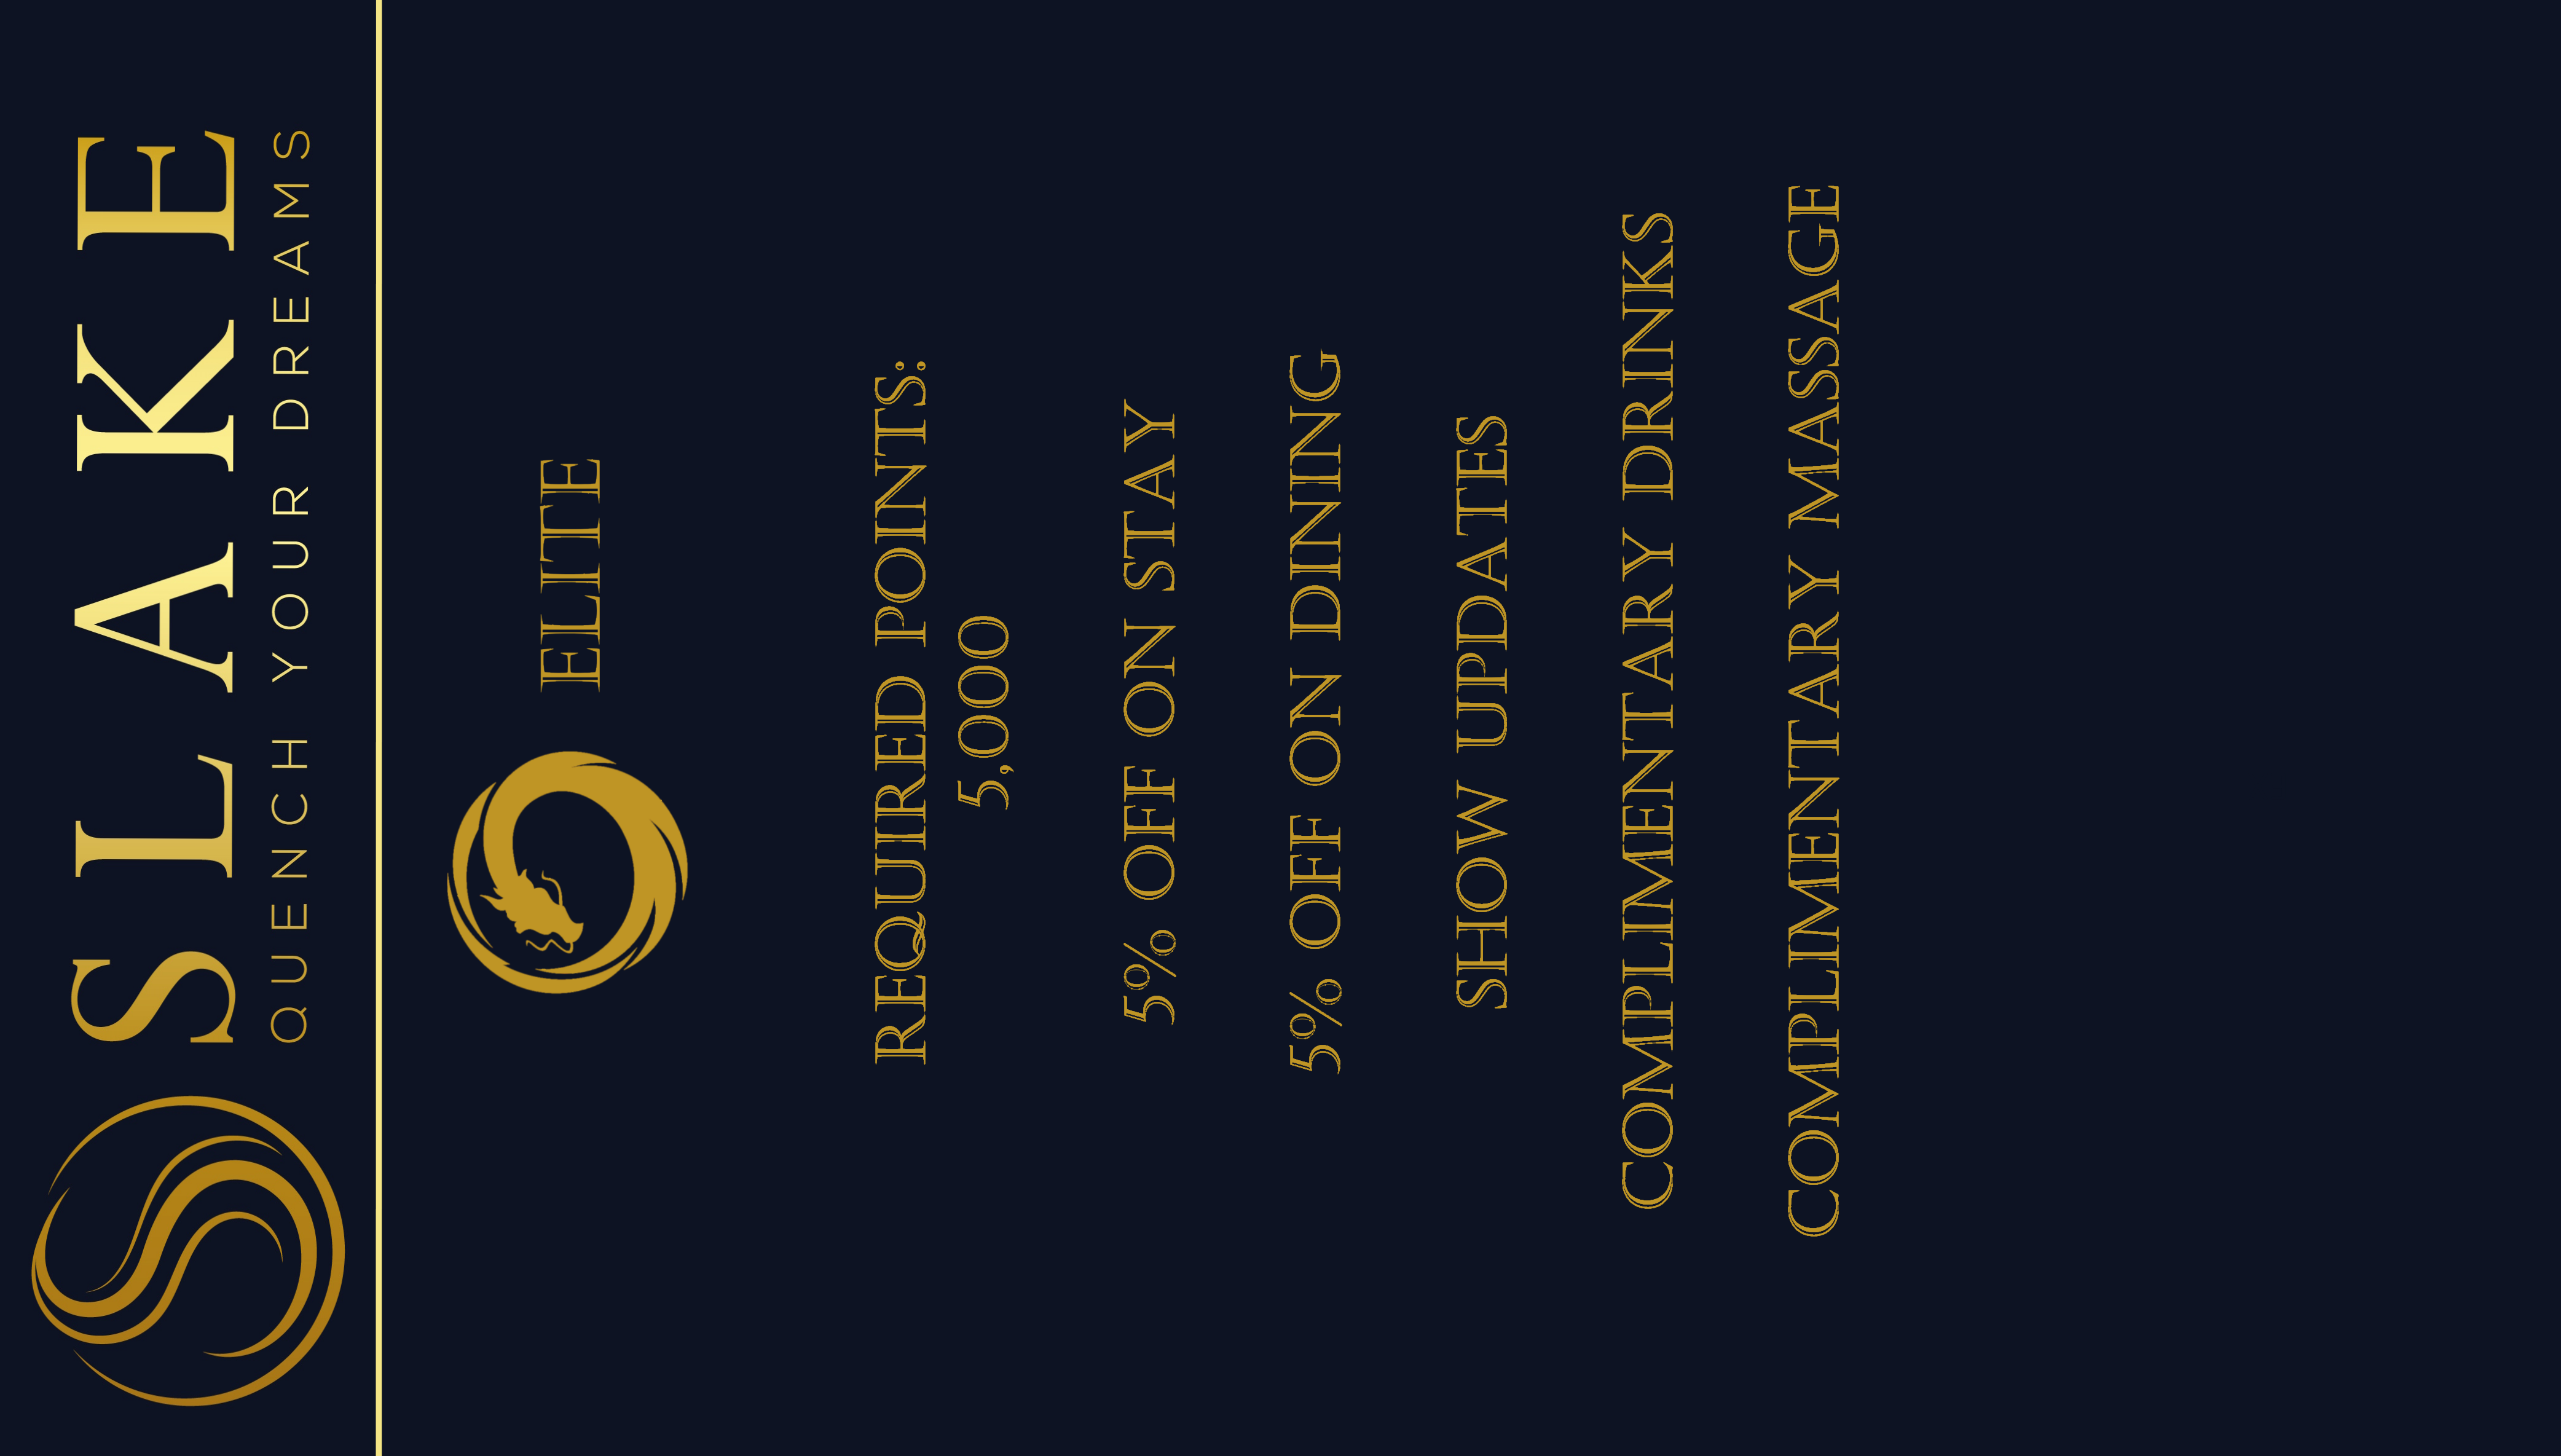 SLAKE
QUENCH YOUR DREAMS
ELITE
REQUIRED POINTS:
5,000
5% OFF ON STAY
5% OFF ON DINING
SHOW UPDATES
COMPLIMENTARY DRINKS
COMPLIMENTARY MASSAGE